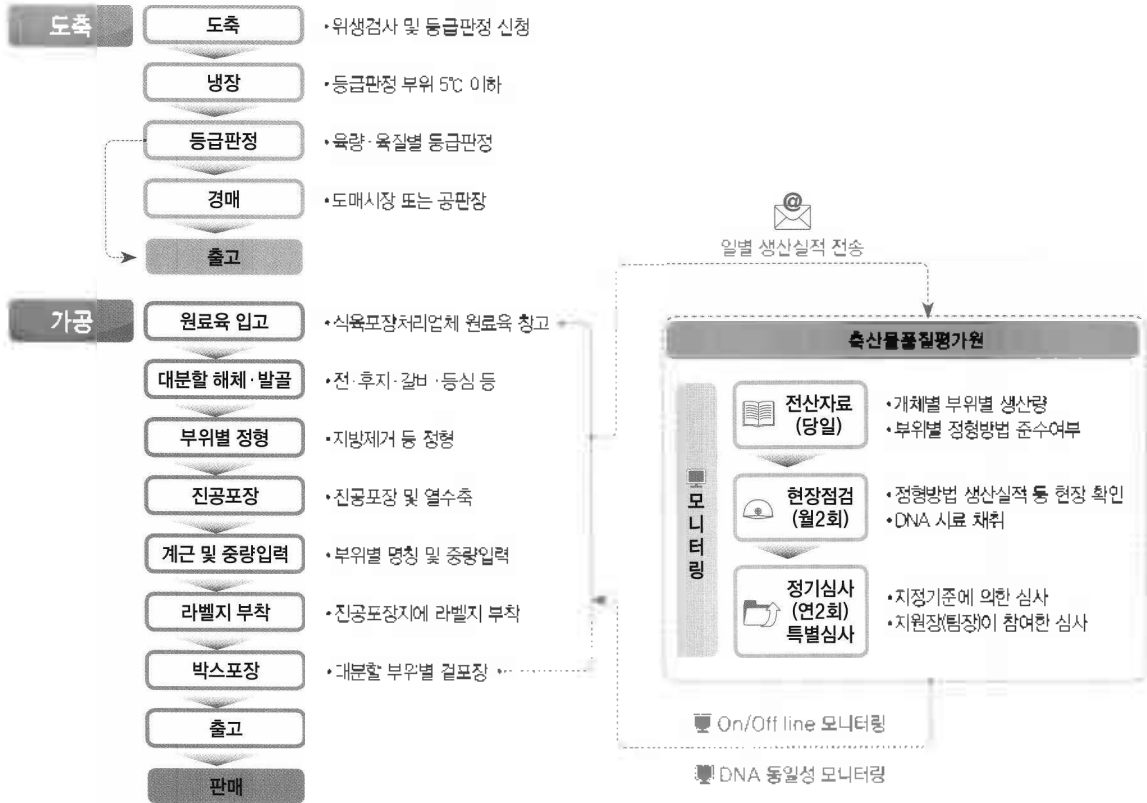 도축
도축
•위생검사 및 등급판정 신청
냉장
•등급판정 부위 5℃ 이하
등급판정
•육량·육질별 등급판정
경매
•도매시장 또는 공판장
출고
@
일별 생산실적 전송
가공
원료육 입고
•식육포장처리업체 원료육 창고
대분할 해체·발골
•전·후지·갈비·등심 등
부위별 정형
•지방제거 등 정형
진공포장
•진공포장 및 열수축
계근 및 중량입력
•부위별 명칭 및 중량입력
라벨지 부착
•진공포장지에 라벨지 부착
박스포장
•대분할 부위별 겉포장
출고
판매
축산물품질평가원
모니터링
전산자료
(당일)
•개체별 부위별 생산량
•부위별 정형방법 준수여부
현장점검
(월2회)
•정형방법 생산실적 등 현장 확인
•DNA 시료 채취
정기심사
(연2회)
특별심사
•지정기준에 의한 심사
•지원장(팀장)이 참여한 심사
On/Off line 모니터링
DNA 동일성 모니터링